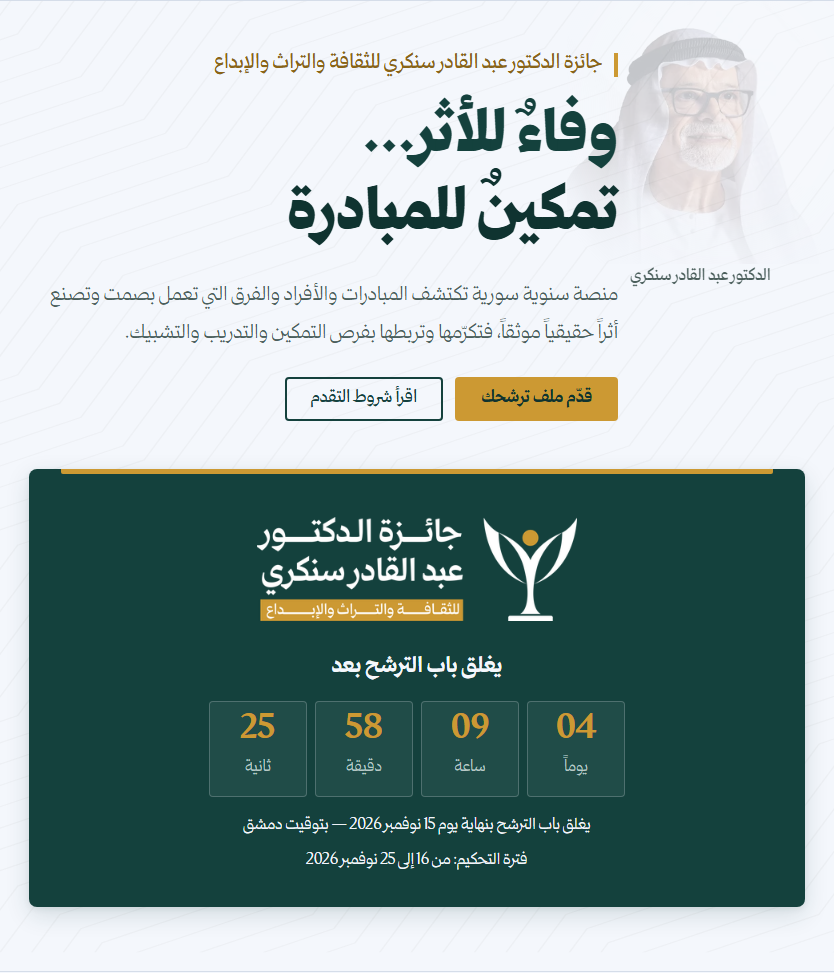 جائزة الدكتور عبد القادر سنكري للثقافة والتراث والإبداع
وفاءٌ للأثر...
تمكينٌ للمبادرة
الدكتور عبد القادر سنكري
منصة سنوية سورية تكتشف المبادرات والأفراد والفرق التي تعمل بصمت وتصنع
أثراً حقيقياً موثقاً، فتكرّمها وتربطها بفرص التمكين والتدريب والتشبيك.
قدّم ملف ترشحك
اقرأ شروط التقدم
جائــزة الدكتــور
عبد القادر سنكري
للثقـافــة والتــراث والإبــداع
يغلق باب الترشح بعد
04 09 58 25
يوماً ساعة دقيقة ثانية
يغلق باب الترشح بنهاية يوم 15 نوفمبر 2026 — بتوقيت دمشق
فترة التحكيم: من 16 إلى 25 نوفمبر 2026